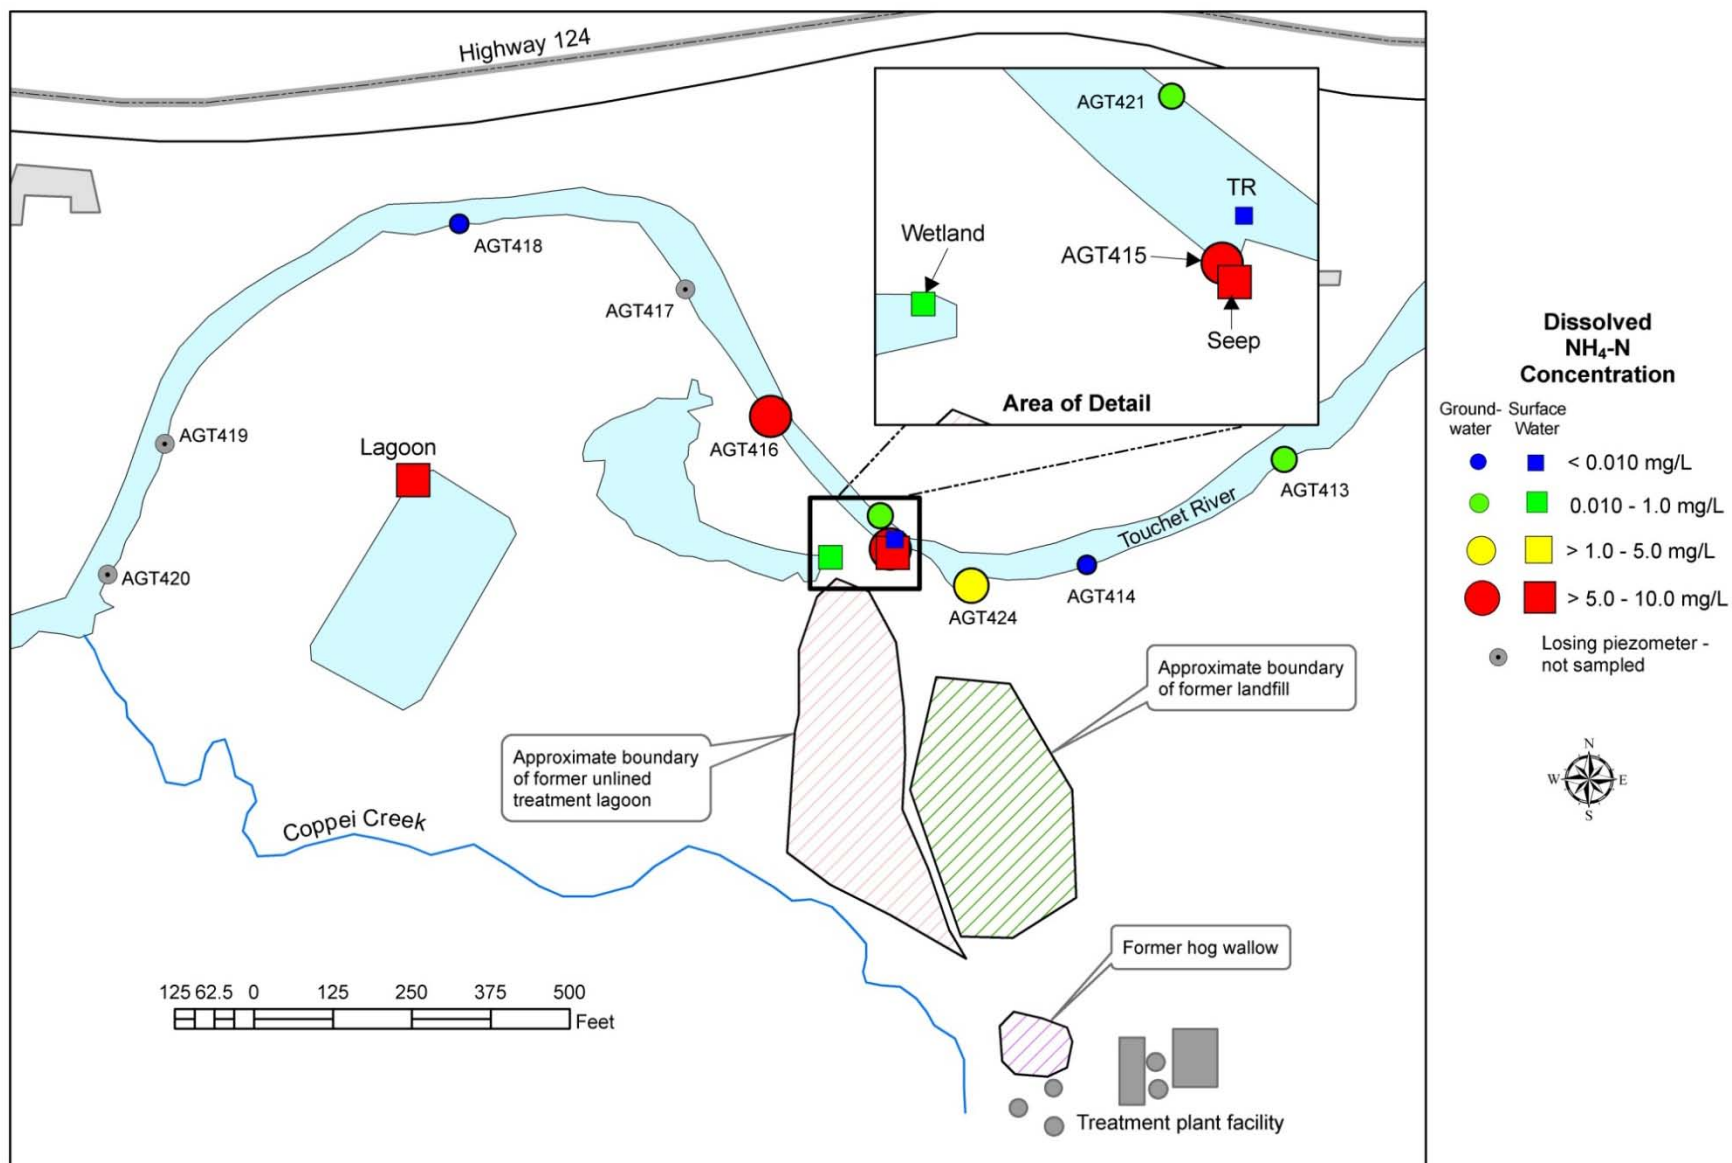 Highway 124
AGT421
TR
Wetland
AGT415
Seep
Area of Detail
AGT418
AGT417
AGT419
Lagoon
AGT416
AGT420
AGT413
Touchet River
AGT414
AGT424
Dissolved
NH₄-N
Concentration
Ground-
water
Surface
Water
< 0.010 mg/L
0.010 - 1.0 mg/L
> 1.0 - 5.0 mg/L
> 5.0 - 10.0 mg/L
Losing piezometer -
not sampled
N
W
E
S
Approximate boundary
of former landfill
Approximate boundary
of former unlined
treatment lagoon
Coppei Creek
Former hog wallow
125 62.5 0 125 250 375 500
Feet
Treatment plant facility